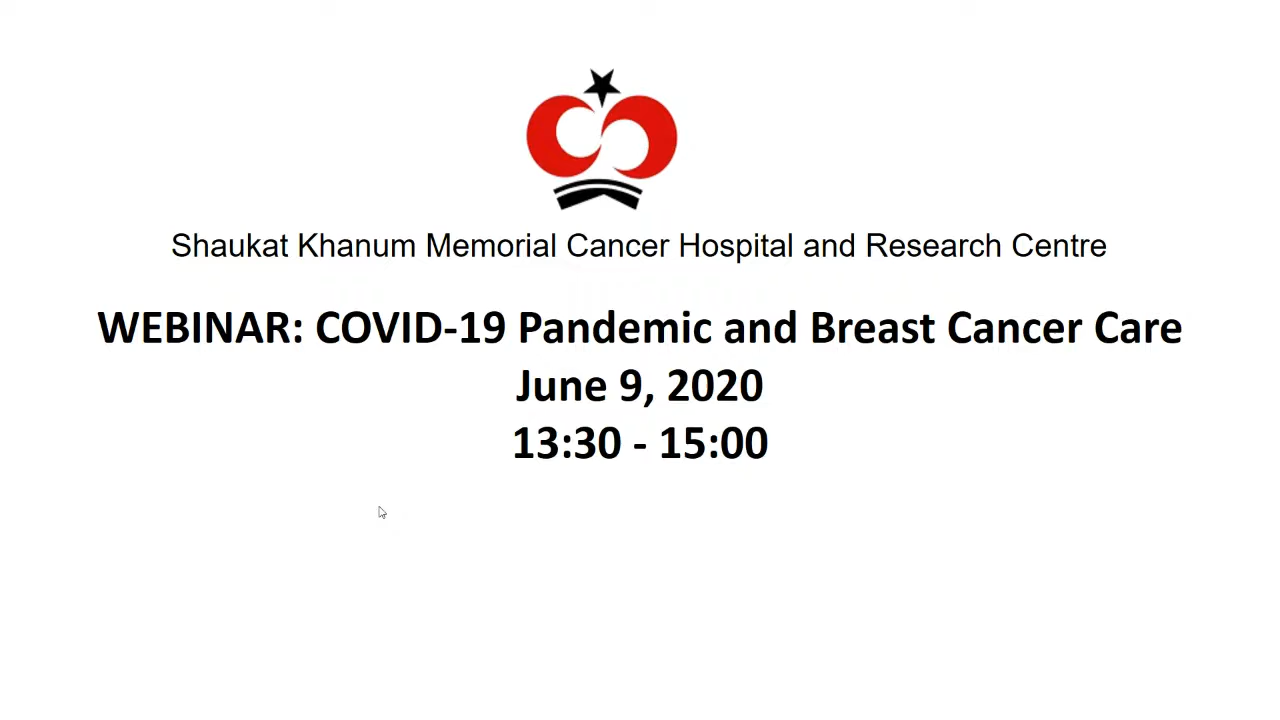 Shaukat Khanum Memorial Cancer Hospital and Research Centre
WEBINAR: COVID-19 Pandemic and Breast Cancer Care
June 9, 2020
13:30 - 15:00